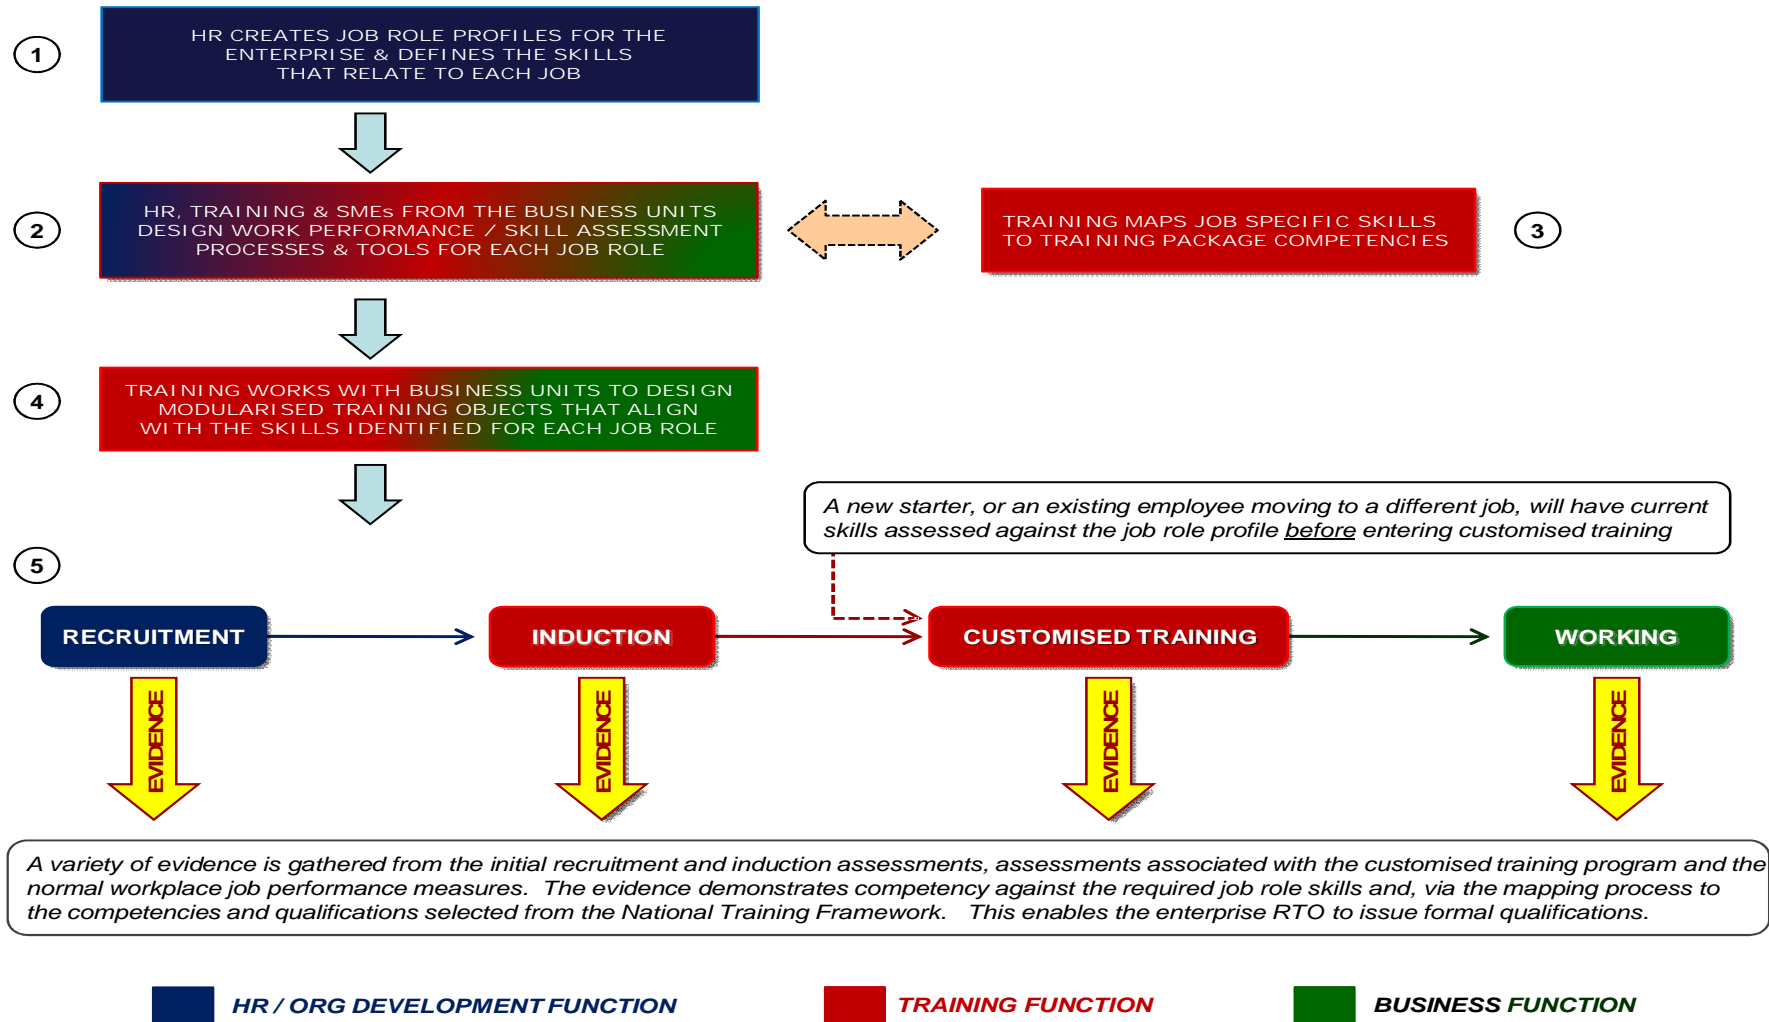 1
HR CREATES JOB ROLE PROFILES FOR THE
ENTERPRISE & DEFINES THE SKILLS
THAT RELATE TO EACH JOB
2
HR, TRAINING & SMEs FROM THE BUSINESS UNITS
DESIGN WORK PERFORMANCE / SKILL ASSESSMENT
PROCESSES & TOOLS FOR EACH JOB ROLE
TRAINING MAPS JOB SPECIFIC SKILLS
TO TRAINING PACKAGE COMPETENCIES
3
4
TRAINING WORKS WITH BUSINESS UNITS TO DESIGN
MODULARISED TRAINING OBJECTS THAT ALIGN
WITH THE SKILLS IDENTIFIED FOR EACH JOB ROLE
A new starter, or an existing employee moving to a different job, will have current
skills assessed against the job role profile before entering customised training
5
RECRUITMENT
INDUCTION
CUSTOMISED TRAINING
WORKING
EVIDENCE
EVIDENCE
EVIDENCE
EVIDENCE
A variety of evidence is gathered from the initial recruitment and induction assessments, assessments associated with the customised training program and the
normal workplace job performance measures. The evidence demonstrates competency against the required job role skills and, via the mapping process to
the competencies and qualifications selected from the National Training Framework. This enables the enterprise RTO to issue formal qualifications.
HR / ORG DEVELOPMENT FUNCTION
TRAINING FUNCTION
BUSINESS FUNCTION